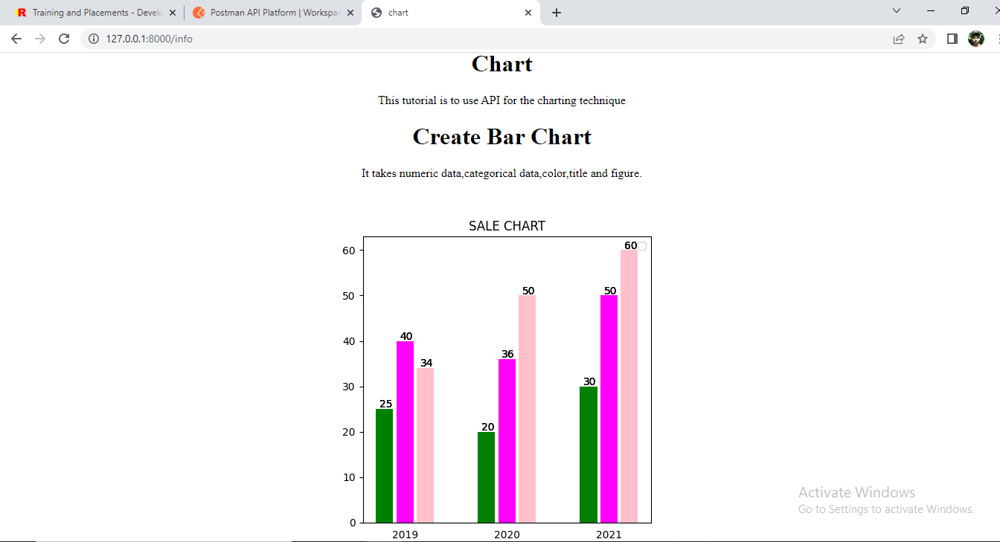 Training and Placements - Develo
Postman API Platform | Workspac
chart
127.0.0.1:8000/info
Chart
This tutorial is to use API for the charting technique
Create Bar Chart
It takes numeric data,categorical data,color,title and figure.
SALE CHART
60
50
40
30
20
10
0
25
40
34
20
36
50
30
50
60
2019
2020
2021
Activate Windows
Go to Settings to activate Windows.